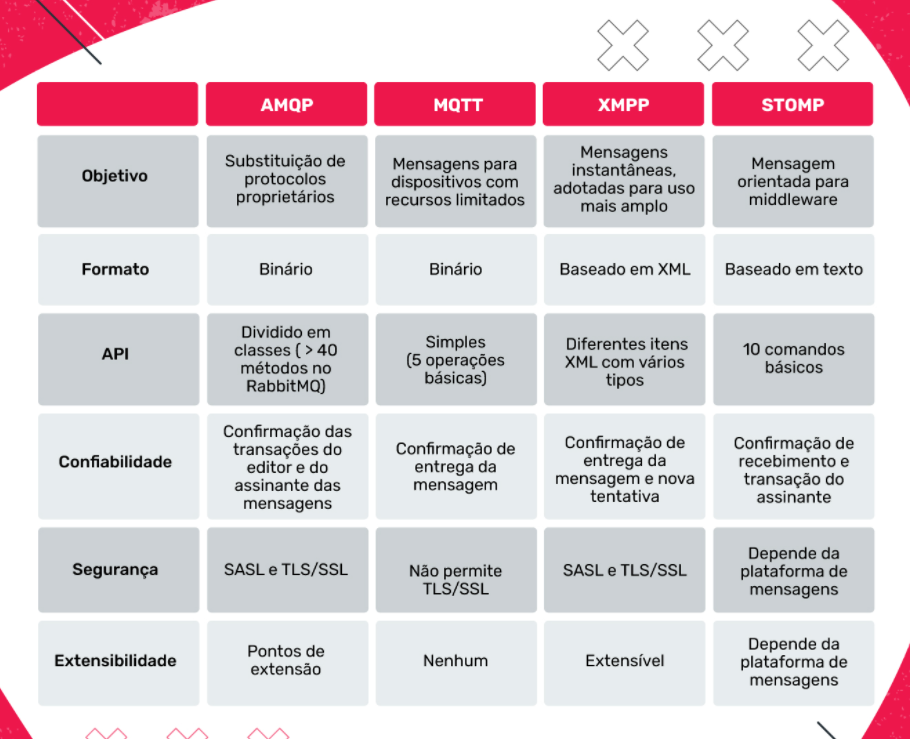 AMQP
MQTT
XMPP
STOMP
Objetivo
Substituição de
protocolos
proprietários
Mensagens para
dispositivos com
recursos limitados
Mensagens
instantâneas,
adotadas para uso
mais amplo
Mensagem
orientada para
middleware
Formato
Binário
Binário
Baseado em XML
Baseado em texto
API
Dividido em
classes ( > 40
métodos no
RabbitMQ)
Simples
(5 operações
básicas)
Diferentes itens
XML com vários
tipos
10 comandos
básicos
Confiabilidade
Confirmação das
transações do
editor e do
assinante das
mensagens
Confirmação de
entrega da
mensagem
Confirmação de
entrega da
mensagem e nova
tentativa
Confirmação de
recebimento e
transação do
assinante
Segurança
SASL e TLS/SSL
Não permite
TLS/SSL
SASL e TLS/SSL
Depende da
plataforma de
mensagens
Extensibilidade
Pontos de
extensão
Nenhum
Extensível
Depende da
plataforma de
mensagens